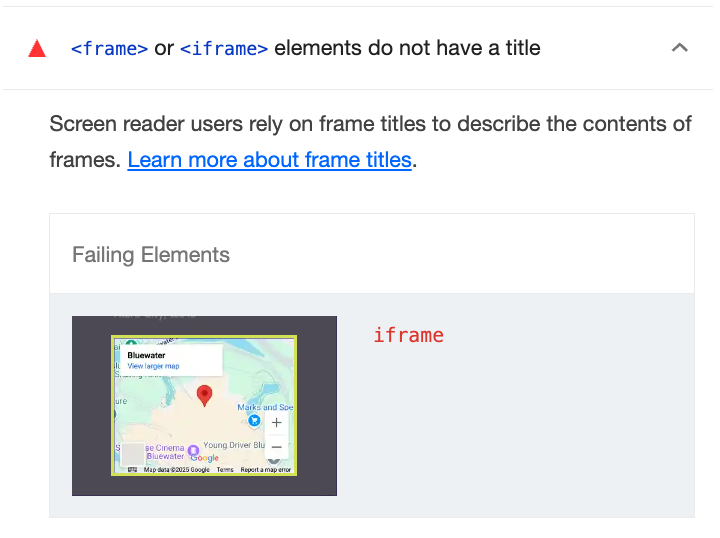 <frame> or <iframe> elements do not have a title
Screen reader users rely on frame titles to describe the contents of
frames. Learn more about frame titles.
Failing Elements
iframe
Bluewater
View larger map
Marks and Spe
+
−
se Cinema
Bluewater
Young Driver Blu
Google
Map data ©2025 Google Terms Report a map error